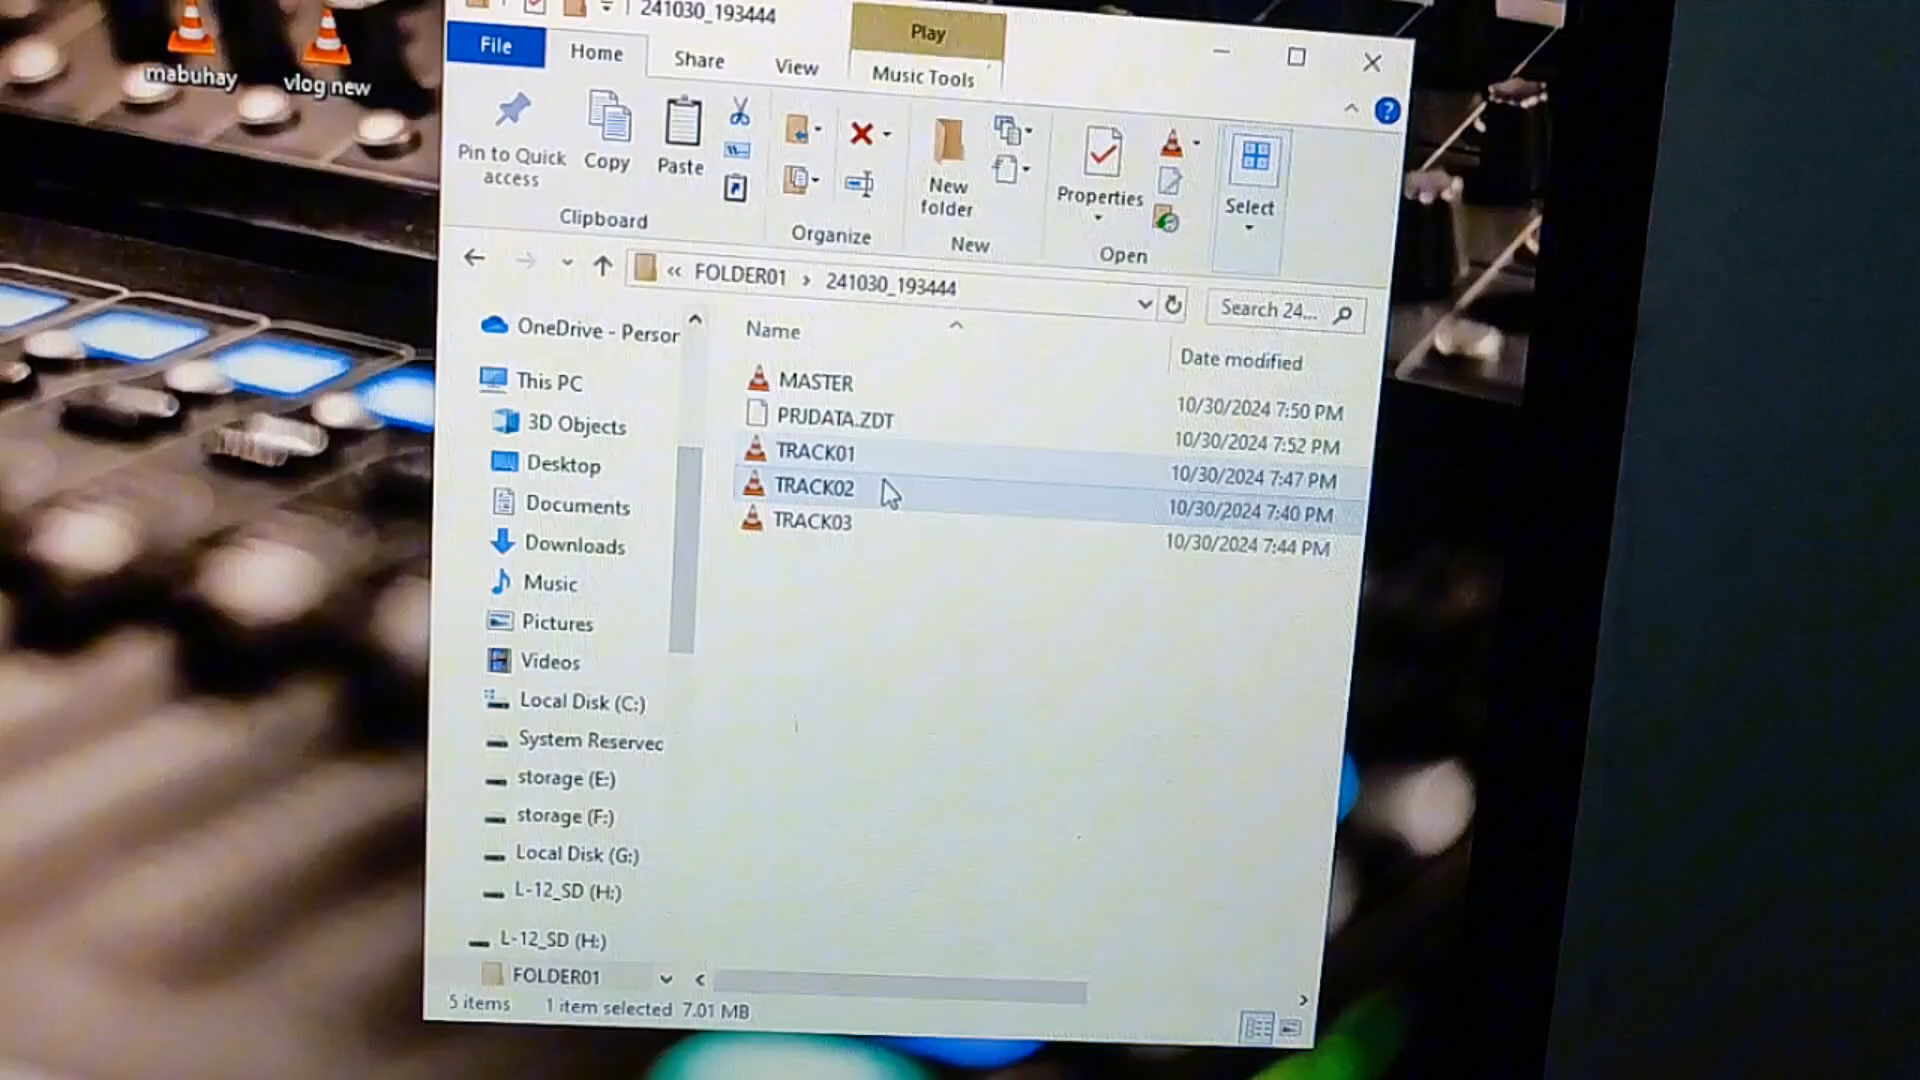 mabuhay
vlog new
241030_193444
Play
File
Home
Share
View
Music Tools
Pin to Quick
access
Copy
Paste
New
folder
Properties
Select
Clipboard
Organize
New
Open
« FOLDER01 › 241030_193444
Search 24...
OneDrive - Person
This PC
3D Objects
Desktop
Documents
Downloads
Music
Pictures
Videos
Local Disk (C:)
System Reservec
storage (E:)
storage (F:)
Local Disk (G:)
L-12_SD (H:)
L-12_SD (H:)
FOLDER01
Name
Date modified
MASTER
10/30/2024 7:50 PM
PRJDATA.ZDT
10/30/2024 7:52 PM
TRACK01
10/30/2024 7:47 PM
TRACK02
10/30/2024 7:40 PM
TRACK03
10/30/2024 7:44 PM
5 items
1 item selected 7.01 MB